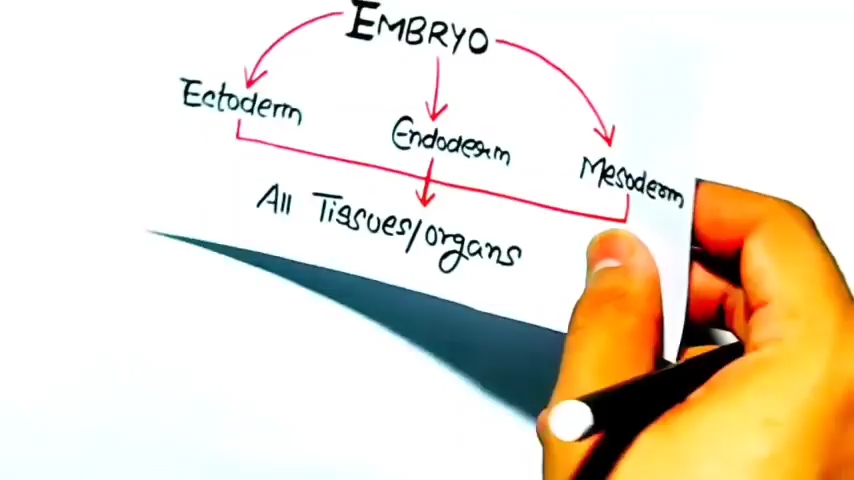 EMBRYO
Ectoderm
Endoderm
Mesoderm
All Tissues/organs